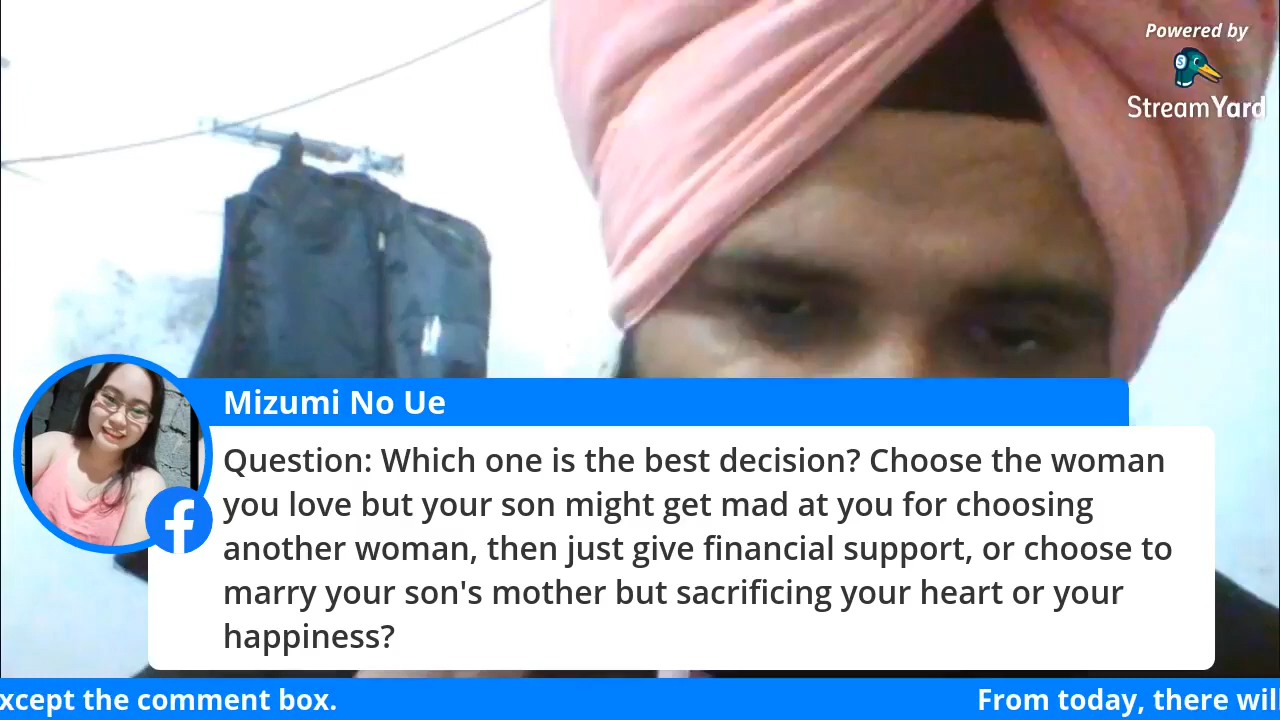 Powered by
StreamYard
Mizumi No Ue
Question: Which one is the best decision? Choose the woman
you love but your son might get mad at you for choosing
another woman, then just give financial support, or choose to
marry your son's mother but sacrificing your heart or your
happiness?
xcept the comment box.
From today, there will